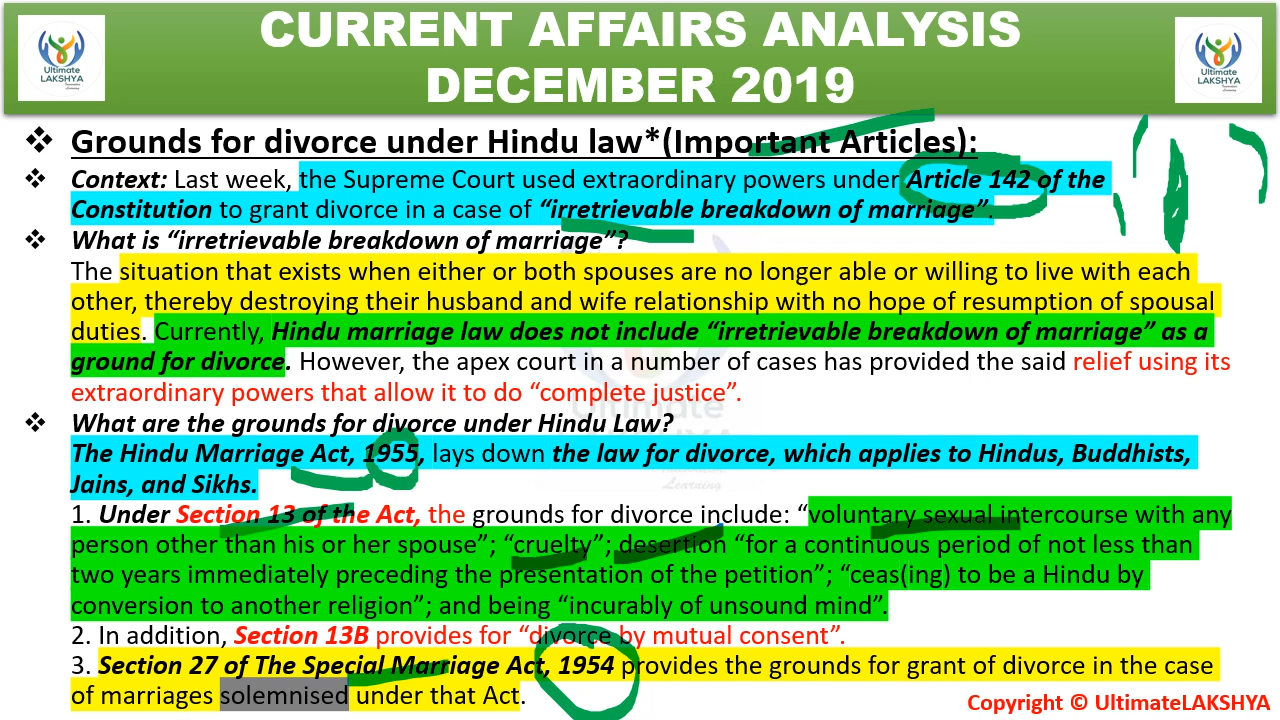 CURRENT AFFAIRS ANALYSIS
DECEMBER 2019
Ultimate
LAKSHYA
Ultimate
LAKSHYA
❖ Grounds for divorce under Hindu law*(Important Articles):
❖ Context: Last week, the Supreme Court used extraordinary powers under Article 142 of the
Constitution to grant divorce in a case of “irretrievable breakdown of marriage”.
❖ What is “irretrievable breakdown of marriage”?
The situation that exists when either or both spouses are no longer able or willing to live with each
other, thereby destroying their husband and wife relationship with no hope of resumption of spousal
duties. Currently, Hindu marriage law does not include “irretrievable breakdown of marriage” as a
ground for divorce. However, the apex court in a number of cases has provided the said relief using its
extraordinary powers that allow it to do “complete justice”.
❖ What are the grounds for divorce under Hindu Law?
The Hindu Marriage Act, 1955, lays down the law for divorce, which applies to Hindus, Buddhists,
Jains, and Sikhs.
1. Under Section 13 of the Act, the grounds for divorce include: “voluntary sexual intercourse with any
person other than his or her spouse”; “cruelty”; desertion “for a continuous period of not less than
two years immediately preceding the presentation of the petition”; “ceas(ing) to be a Hindu by
conversion to another religion”; and being “incurably of unsound mind”.
2. In addition, Section 13B provides for “divorce by mutual consent”.
3. Section 27 of The Special Marriage Act, 1954 provides the grounds for grant of divorce in the case
of marriages solemnised under that Act.
Copyright © UltimateLAKSHYA